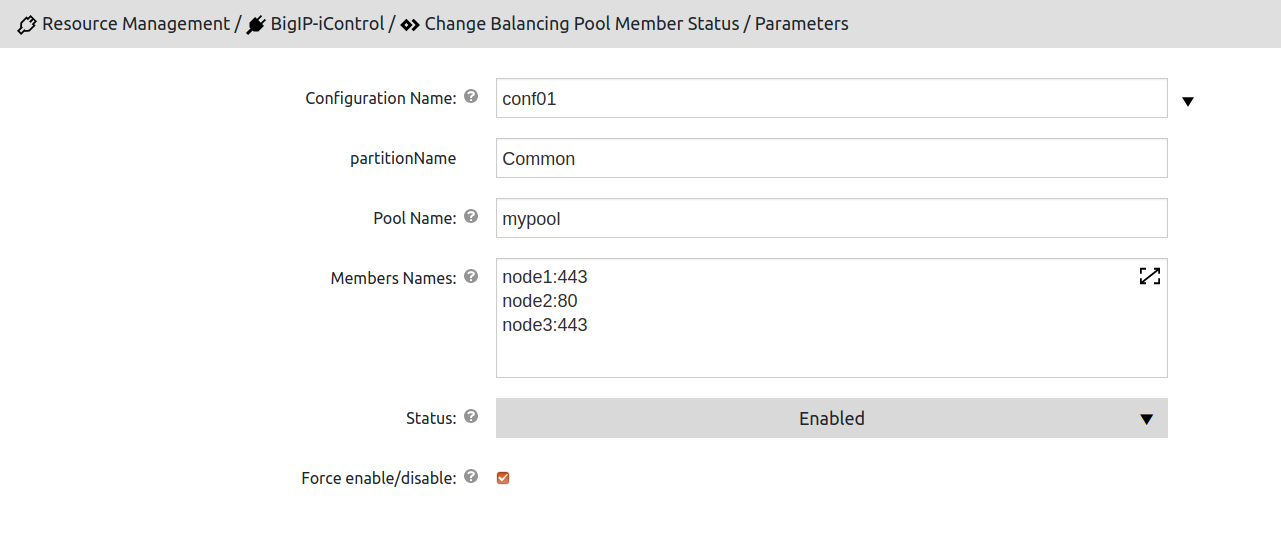 Resource Management / BigIP-iControl / Change Balancing Pool Member Status / Parameters
Configuration Name: conf01
partitionName Common
Pool Name: mypool
Members Names: node1:443
node2:80
node3:443
Status: Enabled
Force enable/disable: